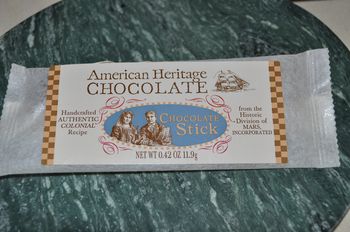 American Heritage
CHOCOLATE
Handcrafted
AUTHENTIC
COLONIAL
Recipe
CHOCOLATE
Stick
from the
Historic
Division of
MARS,
INCORPORATED
NET WT 0.42 OZ 11.9g